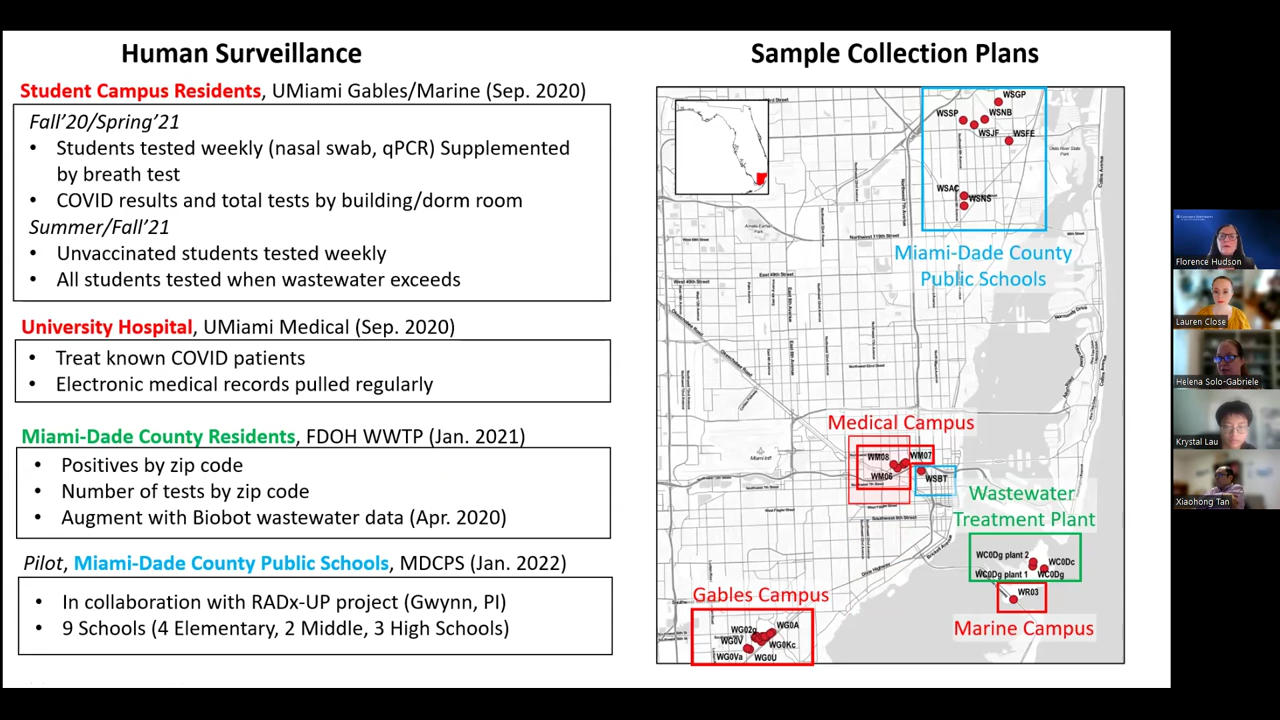 Human Surveillance
Student Campus Residents, UMiami Gables/Marine (Sep. 2020)
Fall’20/Spring’21
• Students tested weekly (nasal swab, qPCR) Supplemented
by breath test
• COVID results and total tests by building/dorm room
Summer/Fall’21
• Unvaccinated students tested weekly
• All students tested when wastewater exceeds
University Hospital, UMiami Medical (Sep. 2020)
• Treat known COVID patients
• Electronic medical records pulled regularly
Miami-Dade County Residents, FDOH WWTP (Jan. 2021)
• Positives by zip code
• Number of tests by zip code
• Augment with Biobot wastewater data (Apr. 2020)
Pilot, Miami-Dade County Public Schools, MDCPS (Jan. 2022)
• In collaboration with RADx-UP project (Gwynn, PI)
• 9 Schools (4 Elementary, 2 Middle, 3 High Schools)
Sample Collection Plans
WSGP
WSSP
WSNB
WSJF
WSFE
WSAC
WSNS
Northwest 119th Street
Miami-Dade County
Public Schools
Medical Campus
WM08
WM07
WM06
WSBT
Miami Intl
Wastewater
Treatment Plant
WC0Dg plant 2
WC0Dc
WC0Dg plant 1
WC0Dg
WR03
Marine Campus
Gables Campus
WG02g
WG0A
WG0V
WG0Kc
WG0Va
WG0U
Florence Hudson
Lauren Close
Helena Solo-Gabriele
Krystal Lau
Xiaohong Tan